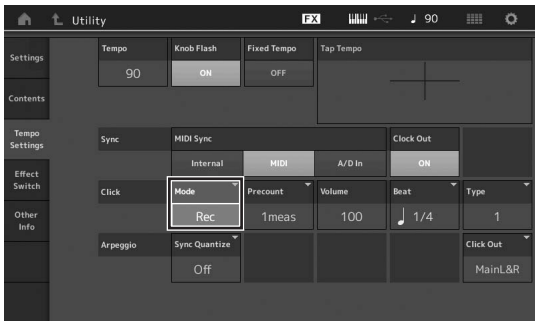 Utility FX 90
Settings
Contents
Tempo Settings
Effect Switch
Other Info
Tempo Knob Flash Fixed Tempo Tap Tempo
90 ON OFF
Sync MIDI Sync Clock Out
Internal MIDI A/D In ON
Click Mode Precount Volume Beat Type
Rec 1meas 100 1/4 1
Arpeggio Sync Quantize Click Out
Off MainL&R